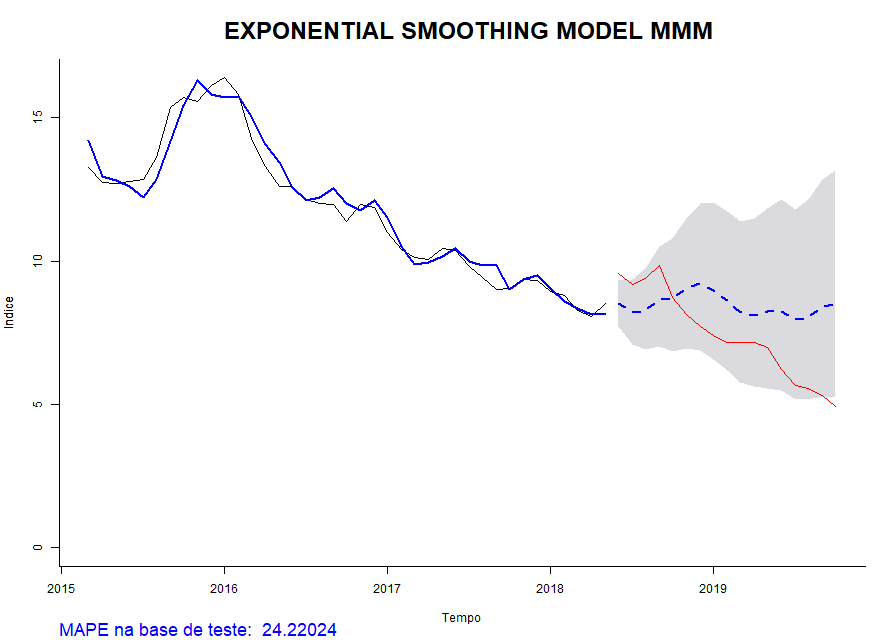 EXPONENTIAL SMOOTHING MODEL MMM
15
10
5
0
Indice
2015 2016 2017 2018 2019
Tempo
MAPE na base de teste: 24.22024